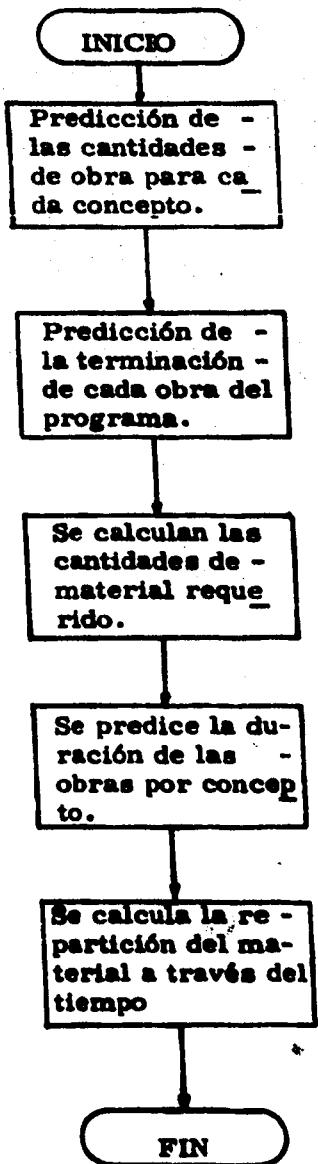 INICIO
Predicción de -
las cantidades -
de obra para ca
da concepto.
Predicción de -
la terminación -
de cada obra del
programa.
Se calculan las
cantidades de -
material reque
rido.
Se predice la du-
ración de las -
obras por concep
to.
Se calcula la re -
partición del ma-
terial a través del
tiempo
FIN